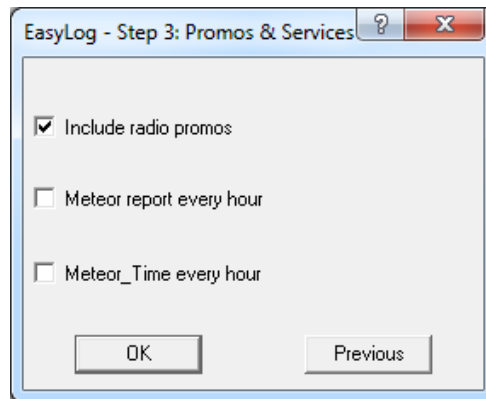 EasyLog - Step 3: Promos & Services
Include radio promos
Meteor report every hour
Meteor_Time every hour
OK
Previous